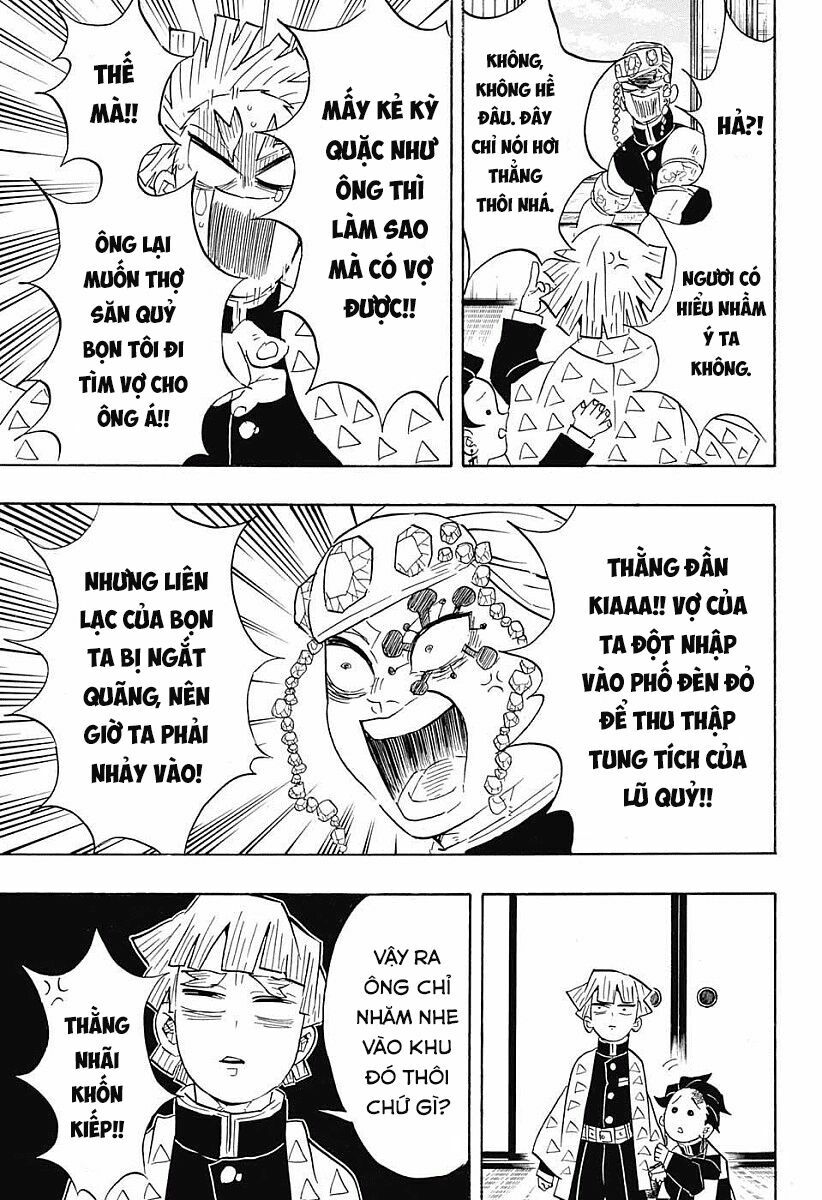 HẢ?!
KHÔNG,
KHÔNG HỀ
ĐÂU. ĐÂY
CHỈ NÓI HƠI
THẲNG
THÔI NHÁ.
NGƯƠI CÓ
HIỂU NHẦM
Ý TA
KHÔNG.
MẤY KẺ KỲ
QUẶC NHƯ
ÔNG THÌ
LÀM SAO
MÀ CÓ VỢ
ĐƯỢC!!
THẾ
MÀ!!
ÔNG LẠI
MUỐN THỢ
SĂN QUỶ
BỌN TÔI ĐI
TÌM VỢ CHO
ÔNG Á!!
THẰNG ĐẦN
KIAAA!! VỢ CỦA
TA ĐỘT NHẬP
VÀO PHỐ ĐÈN ĐỎ
ĐỂ THU THẬP
TUNG TÍCH CỦA
LŨ QUỶ!!
NHƯNG LIÊN
LẠC CỦA BỌN
TA BỊ NGẮT
QUÃNG, NÊN
GIỜ TA PHẢI
NHẢY VÀO!
VẬY RA
ÔNG CHỈ
NHĂM NHE
VÀO KHU
ĐÓ THÔI
CHỨ GÌ?
THẰNG
NHÃI
KHỐN
KIẾP!!